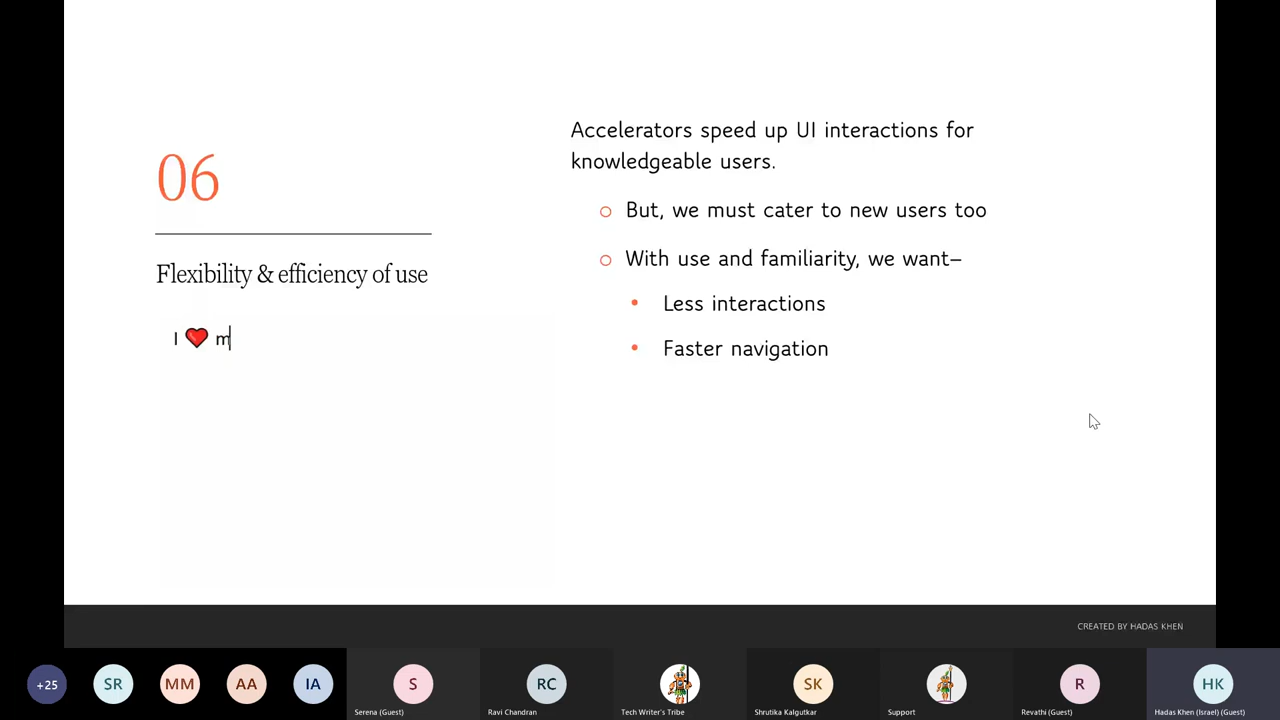 06
Flexibility & efficiency of use
I ❤️ m
Accelerators speed up UI interactions for
knowledgeable users.
But, we must cater to new users too
With use and familiarity, we want–
Less interactions
Faster navigation
CREATED BY HADAS KHEN
+25
SR
MM
AA
IA
S
Serena (Guest)
RC
Ravi Chandran
Tech Writer's Tribe
SK
Shrutika Kalgutkar
Support
R
Revathi (Guest)
HK
Hadas Khen (Israel) (Guest)